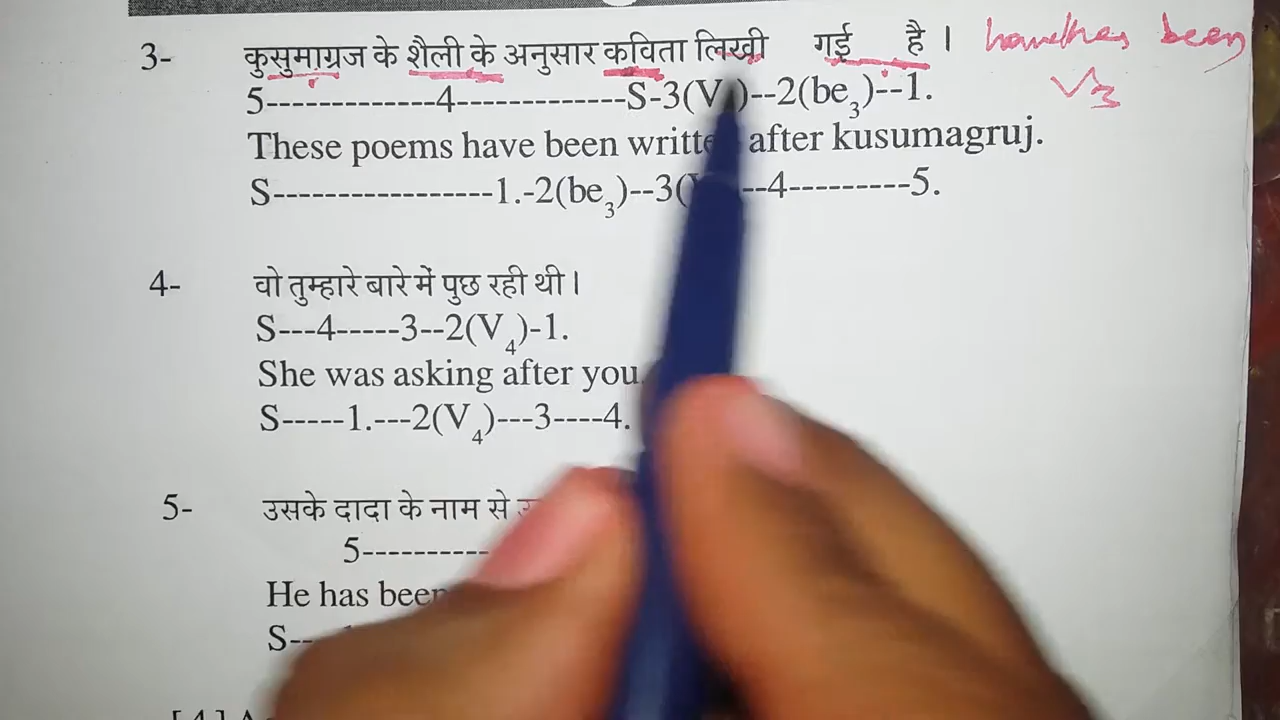 3- कुसुमाग्रज के शैली के अनुसार कविता लिखी गई है । have/has been
5-------------4-------------S-3(V )--2(be3)--1. V3
These poems have been after kusumagruj.
S-----------------1.-2(be3)--3( --4---------5.
4- वो तुम्हारे बारे में पुछ रही थी ।
S---4-----3--2(V4)-1.
She was asking after you
S-----1.---2(V4)---3----4.
5- उसके दादा के नाम से
5----------
He has been
S--